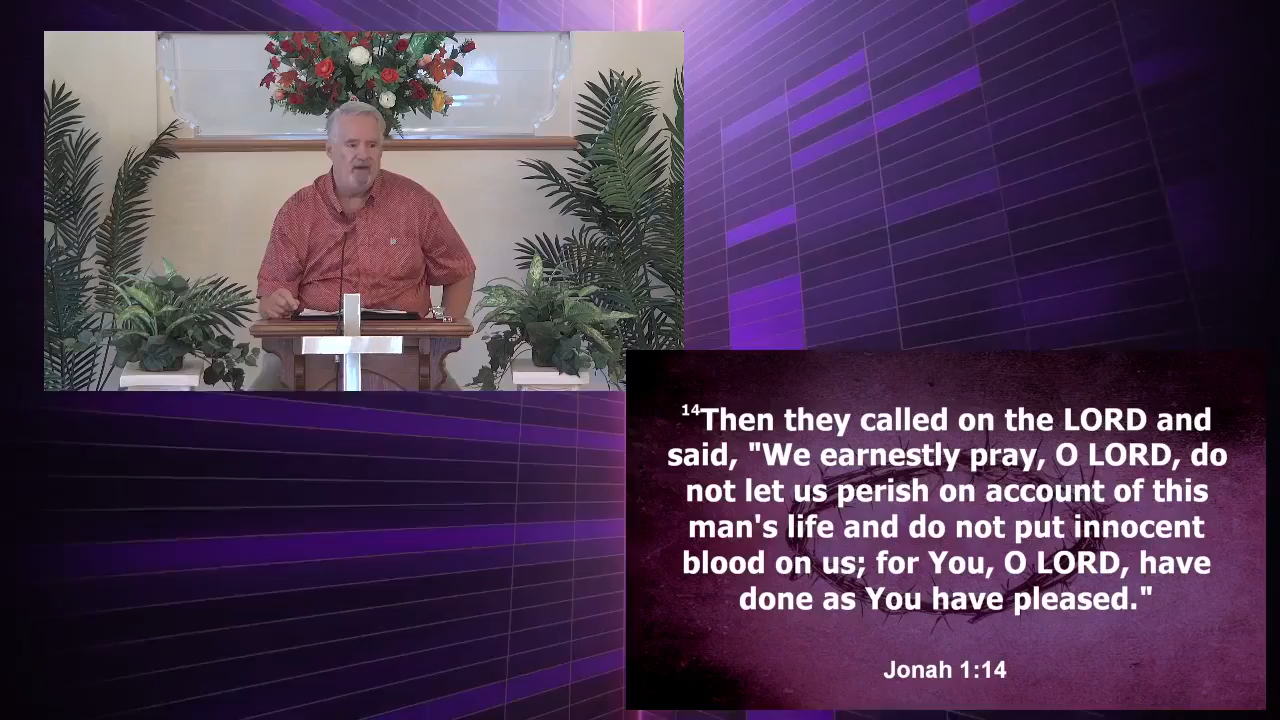 14Then they called on the LORD and
said, "We earnestly pray, O LORD, do
not let us perish on account of this
man's life and do not put innocent
blood on us; for You, O LORD, have
done as You have pleased."
Jonah 1:14